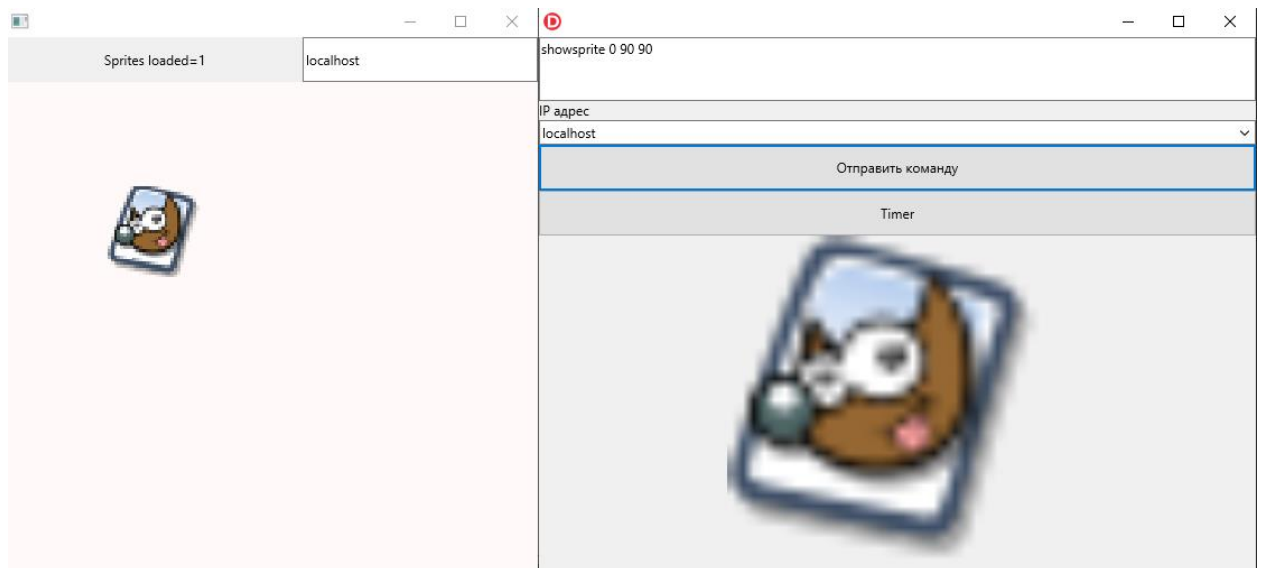 Sprites loaded=1
localhost
D
showsprite 0 90 90
IP адрес
localhost
Отправить команду
Timer